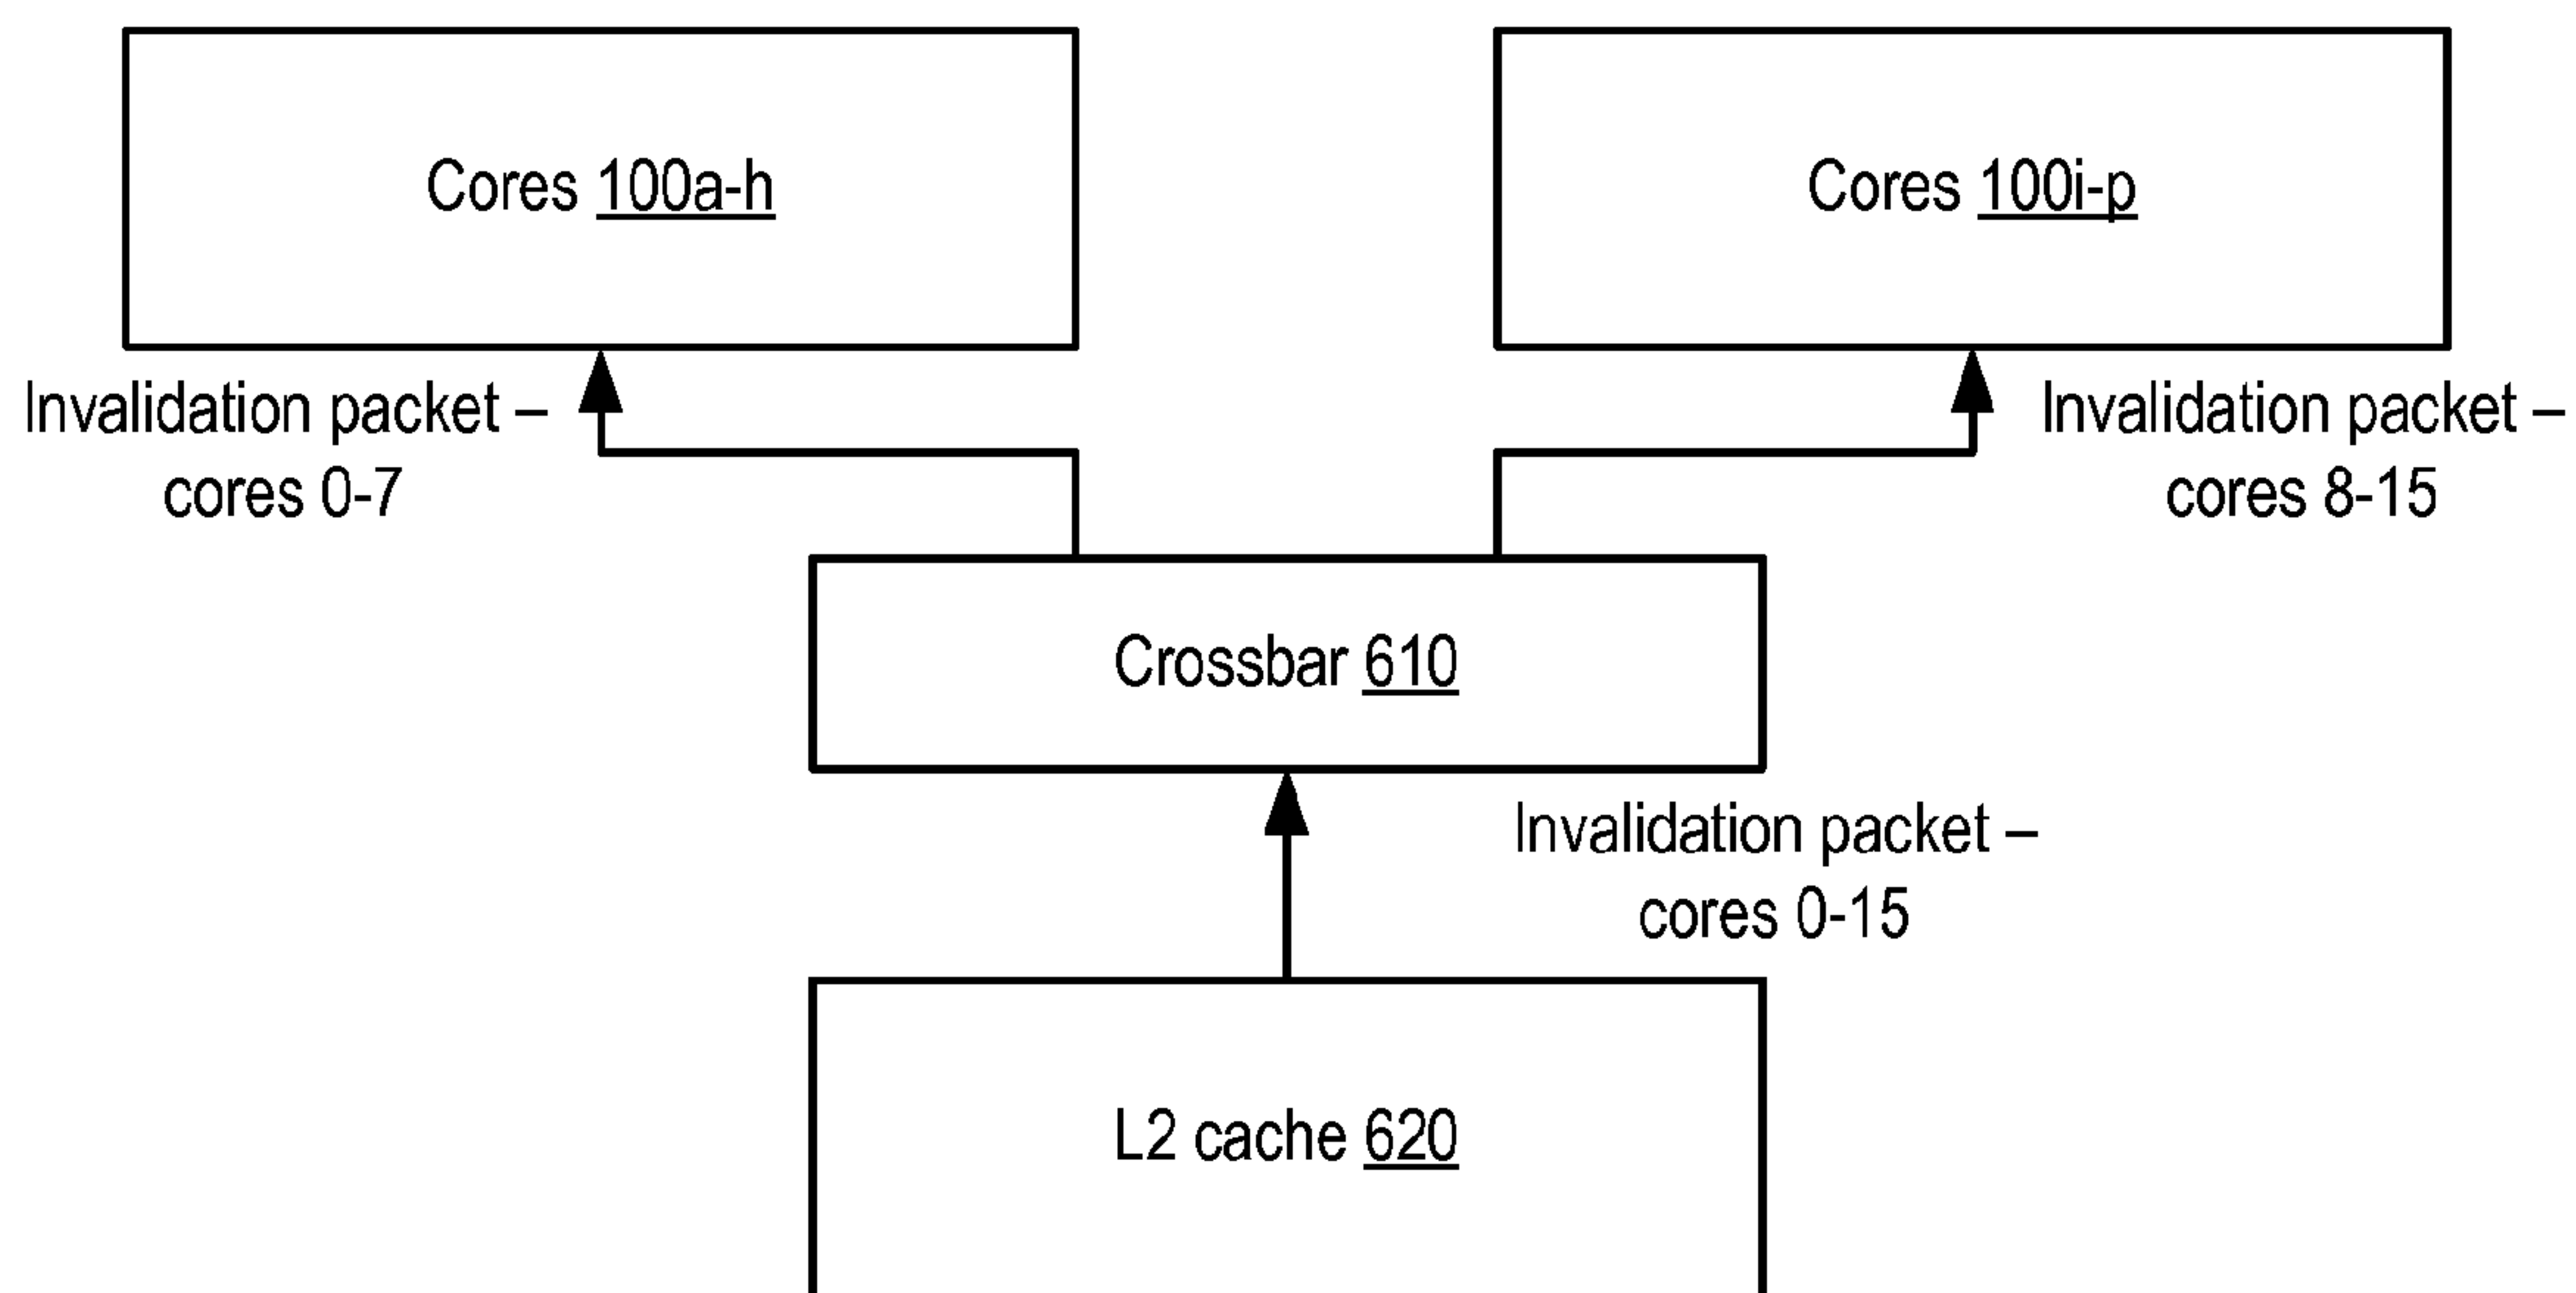 Cores 100a-h
Cores 100i-p
Invalidation packet –
cores 0-7
Invalidation packet –
cores 8-15
Crossbar 610
Invalidation packet –
cores 0-15
L2 cache 620